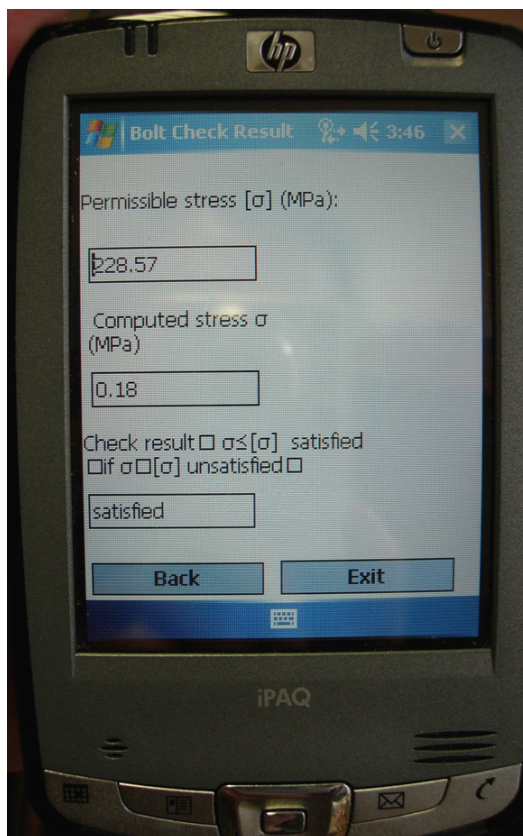 hp
Bolt Check Result 3:46
Permissible stress [σ] (MPa):
228.57
Computed stress σ
(MPa)
0.18
Check result□ σ≤[σ] satisfied
□if σ□[σ] unsatisfied□
satisfied
Back Exit
iPAQ